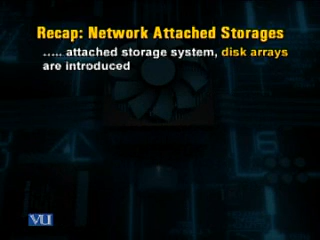 Recap: Network Attached Storages
..... attached storage system, disk arrays
are introduced
VU